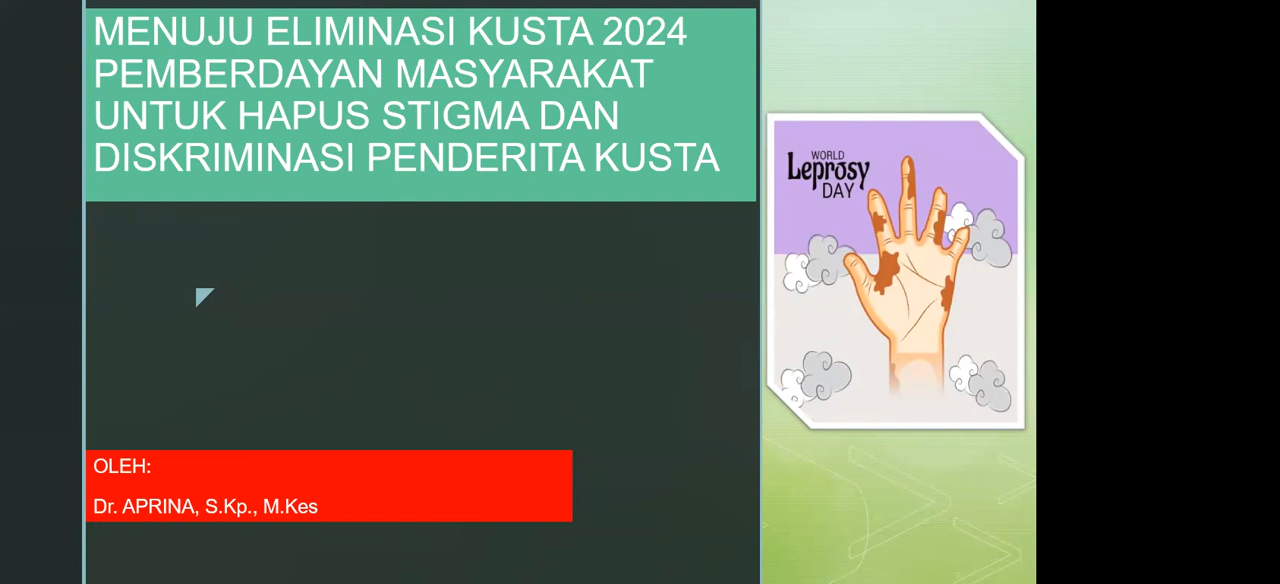 MENUJU ELIMINASI KUSTA 2024
PEMBERDAYAN MASYARAKAT
UNTUK HAPUS STIGMA DAN
DISKRIMINASI PENDERITA KUSTA
WORLD
Leprosy
DAY
OLEH:
Dr. APRINA, S.Kp., M.Kes